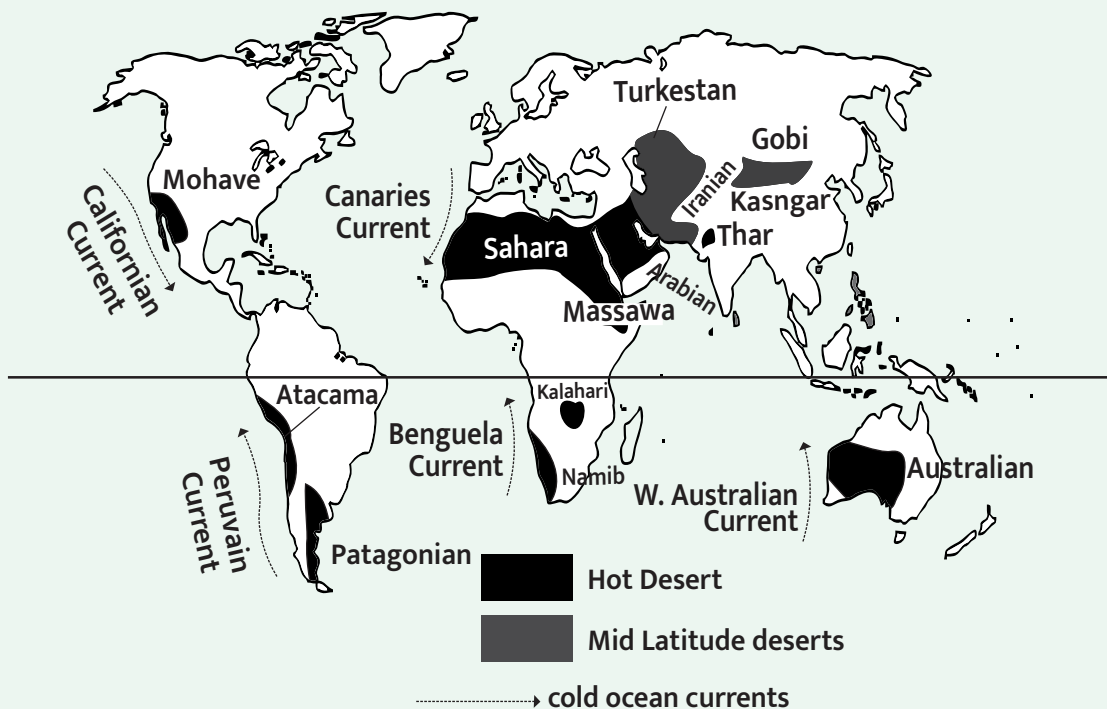 Turkestan
Gobi
Mohave
Iranian
Canaries
Current
Kasngar
Californian
Current
Sahara
Thar
Arabian
Massawa
Atacama
Kalahari
Benguela
Current
Namib
Australian
Peruvain
Current
W. Australian
Current
Patagonian
Hot Desert
Mid Latitude deserts
cold ocean currents